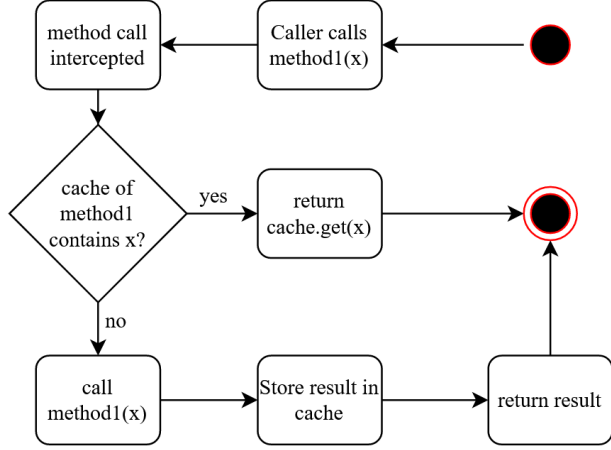 method call
intercepted
Caller calls
method1(x)
cache of
method1
contains x?
yes
return
cache.get(x)
no
call
method1(x)
Store result in
cache
return result